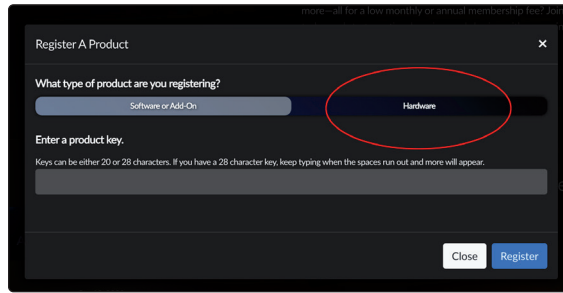 more—all for a low monthly or annual membership fee? Join
Register A Product
×
What type of product are you registering?
Software or Add-On
Hardware
Enter a product key.
Keys can be either 20 or 28 characters. If you have a 28 character key, keep typing when the spaces run out and more will appear.
Close
Register